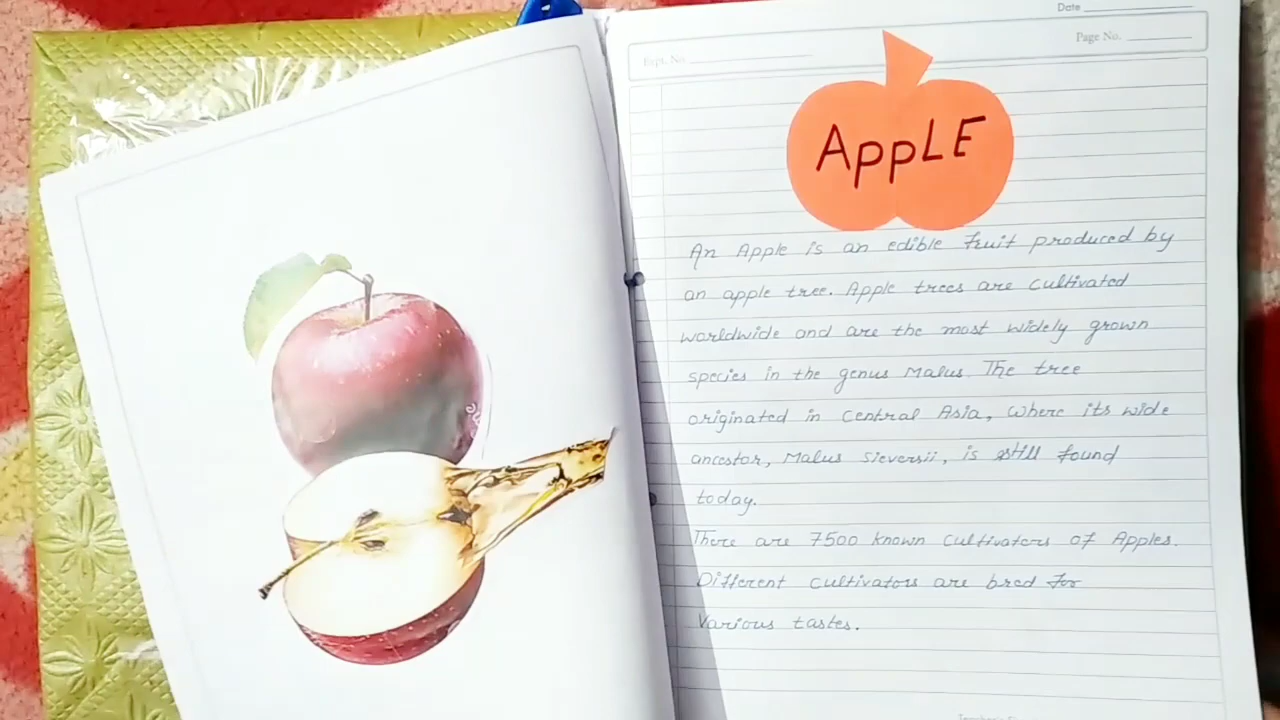 Date
Page No.
Expt. No.
AppLE
An Apple is an edible fruit produced by
an apple tree. Apple trees are cultivated
worldwide and are the most widely grown
species in the genus Malus. The tree
originated in Central Asia, where its wide
ancestor, Malus Sieversii, is still found
today.
There are 7500 known cultivators of Apples.
Different cultivators are bred for
Various tastes.